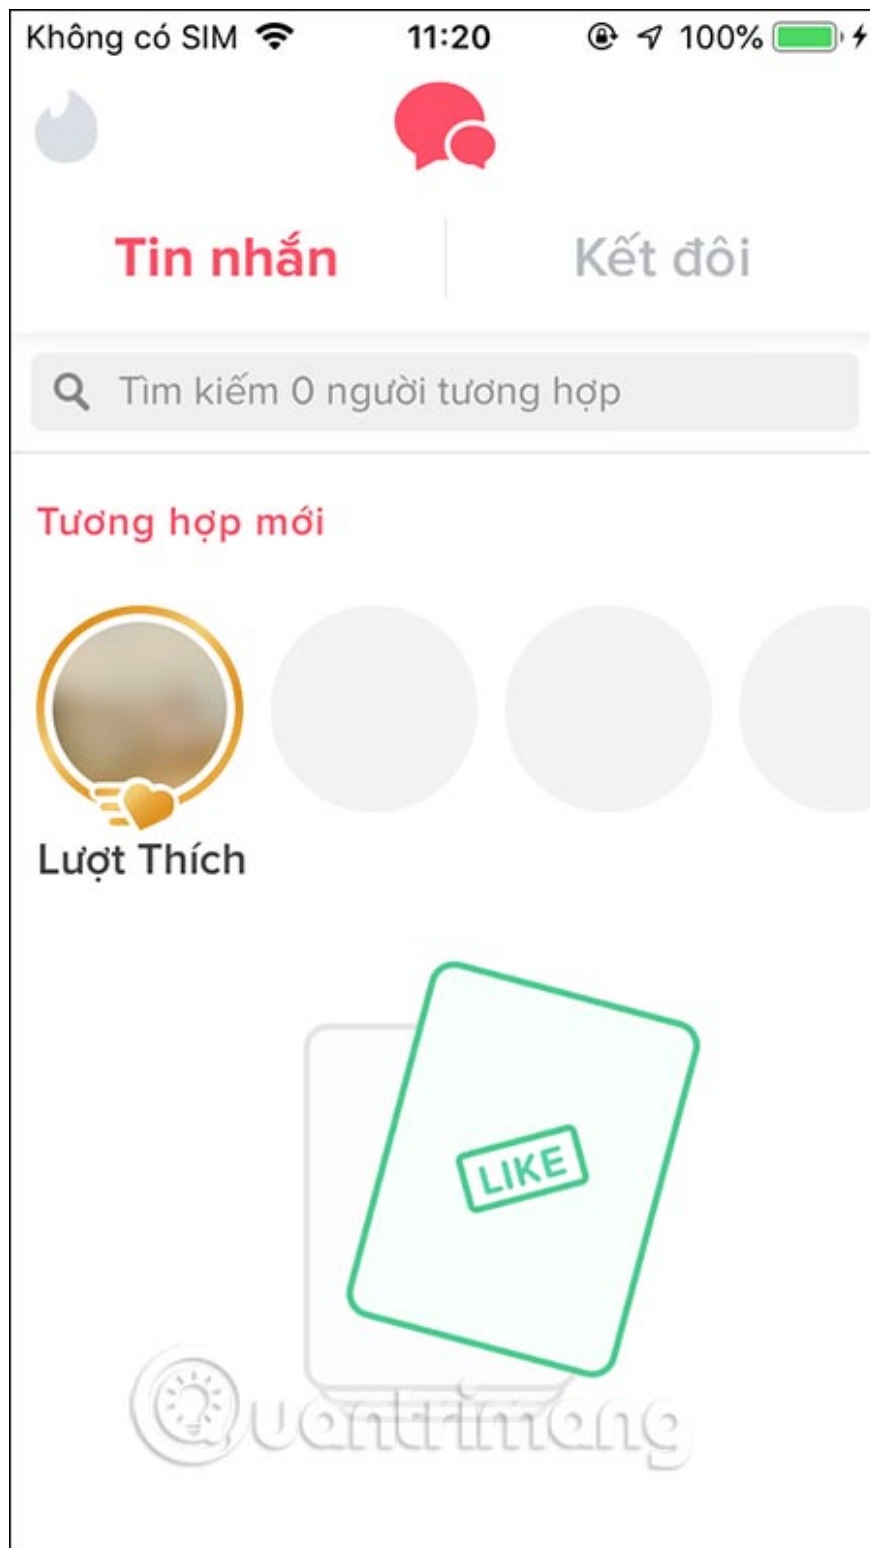 Không có SIM 11:20 100%
Tin nhắn Kết đôi
Tìm kiếm 0 người tương hợp
Tương hợp mới
Lượt Thích
LIKE
Quantrimang